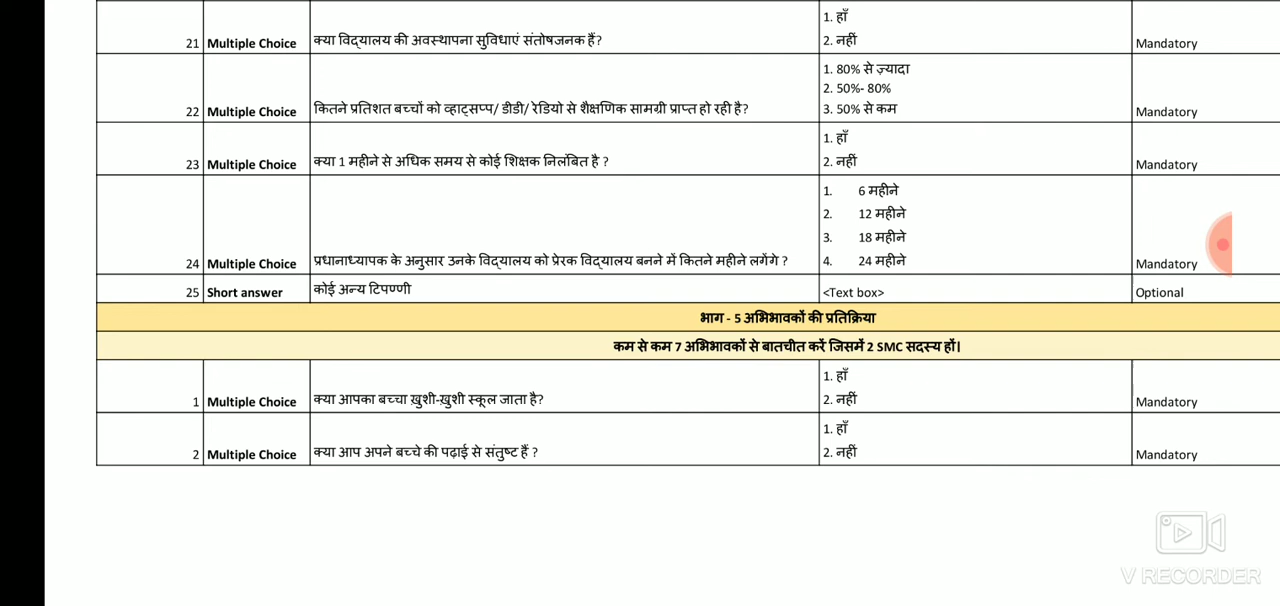 1. हाँ
21 Multiple Choice क्या विद्यालय की अवस्थापना सुविधाएं संतोषजनक हैं? 2. नहीं Mandatory
1. 80% से ज़्यादा
2. 50%- 80%
22 Multiple Choice कितने प्रतिशत बच्चों को व्हाट्सप्प/ डीडी/ रेडियो से शैक्षणिक सामग्री प्राप्त हो रही है? 3. 50% से कम Mandatory
1. हाँ
23 Multiple Choice क्या 1 महीने से अधिक समय से कोई शिक्षक निलंबित है ? 2. नहीं Mandatory
1. 6 महीने
2. 12 महीने
3. 18 महीने
24 Multiple Choice प्रधानाध्यापक के अनुसार उनके विद्यालय को प्रेरक विद्यालय बनने में कितने महीने लगेंगे ? 4. 24 महीने Mandatory
25 Short answer कोई अन्य टिपण्णी <Text box> Optional
भाग - 5 अभिभावकों की प्रतिक्रिया
कम से कम 7 अभिभावकों से बातचीत करें जिसमें 2 SMC सदस्य हों।
1. हाँ
1 Multiple Choice क्या आपका बच्चा ख़ुशी-ख़ुशी स्कूल जाता है? 2. नहीं Mandatory
1. हाँ
2 Multiple Choice क्या आप अपने बच्चे की पढ़ाई से संतुष्ट हैं ? 2. नहीं Mandatory
V RECORDER